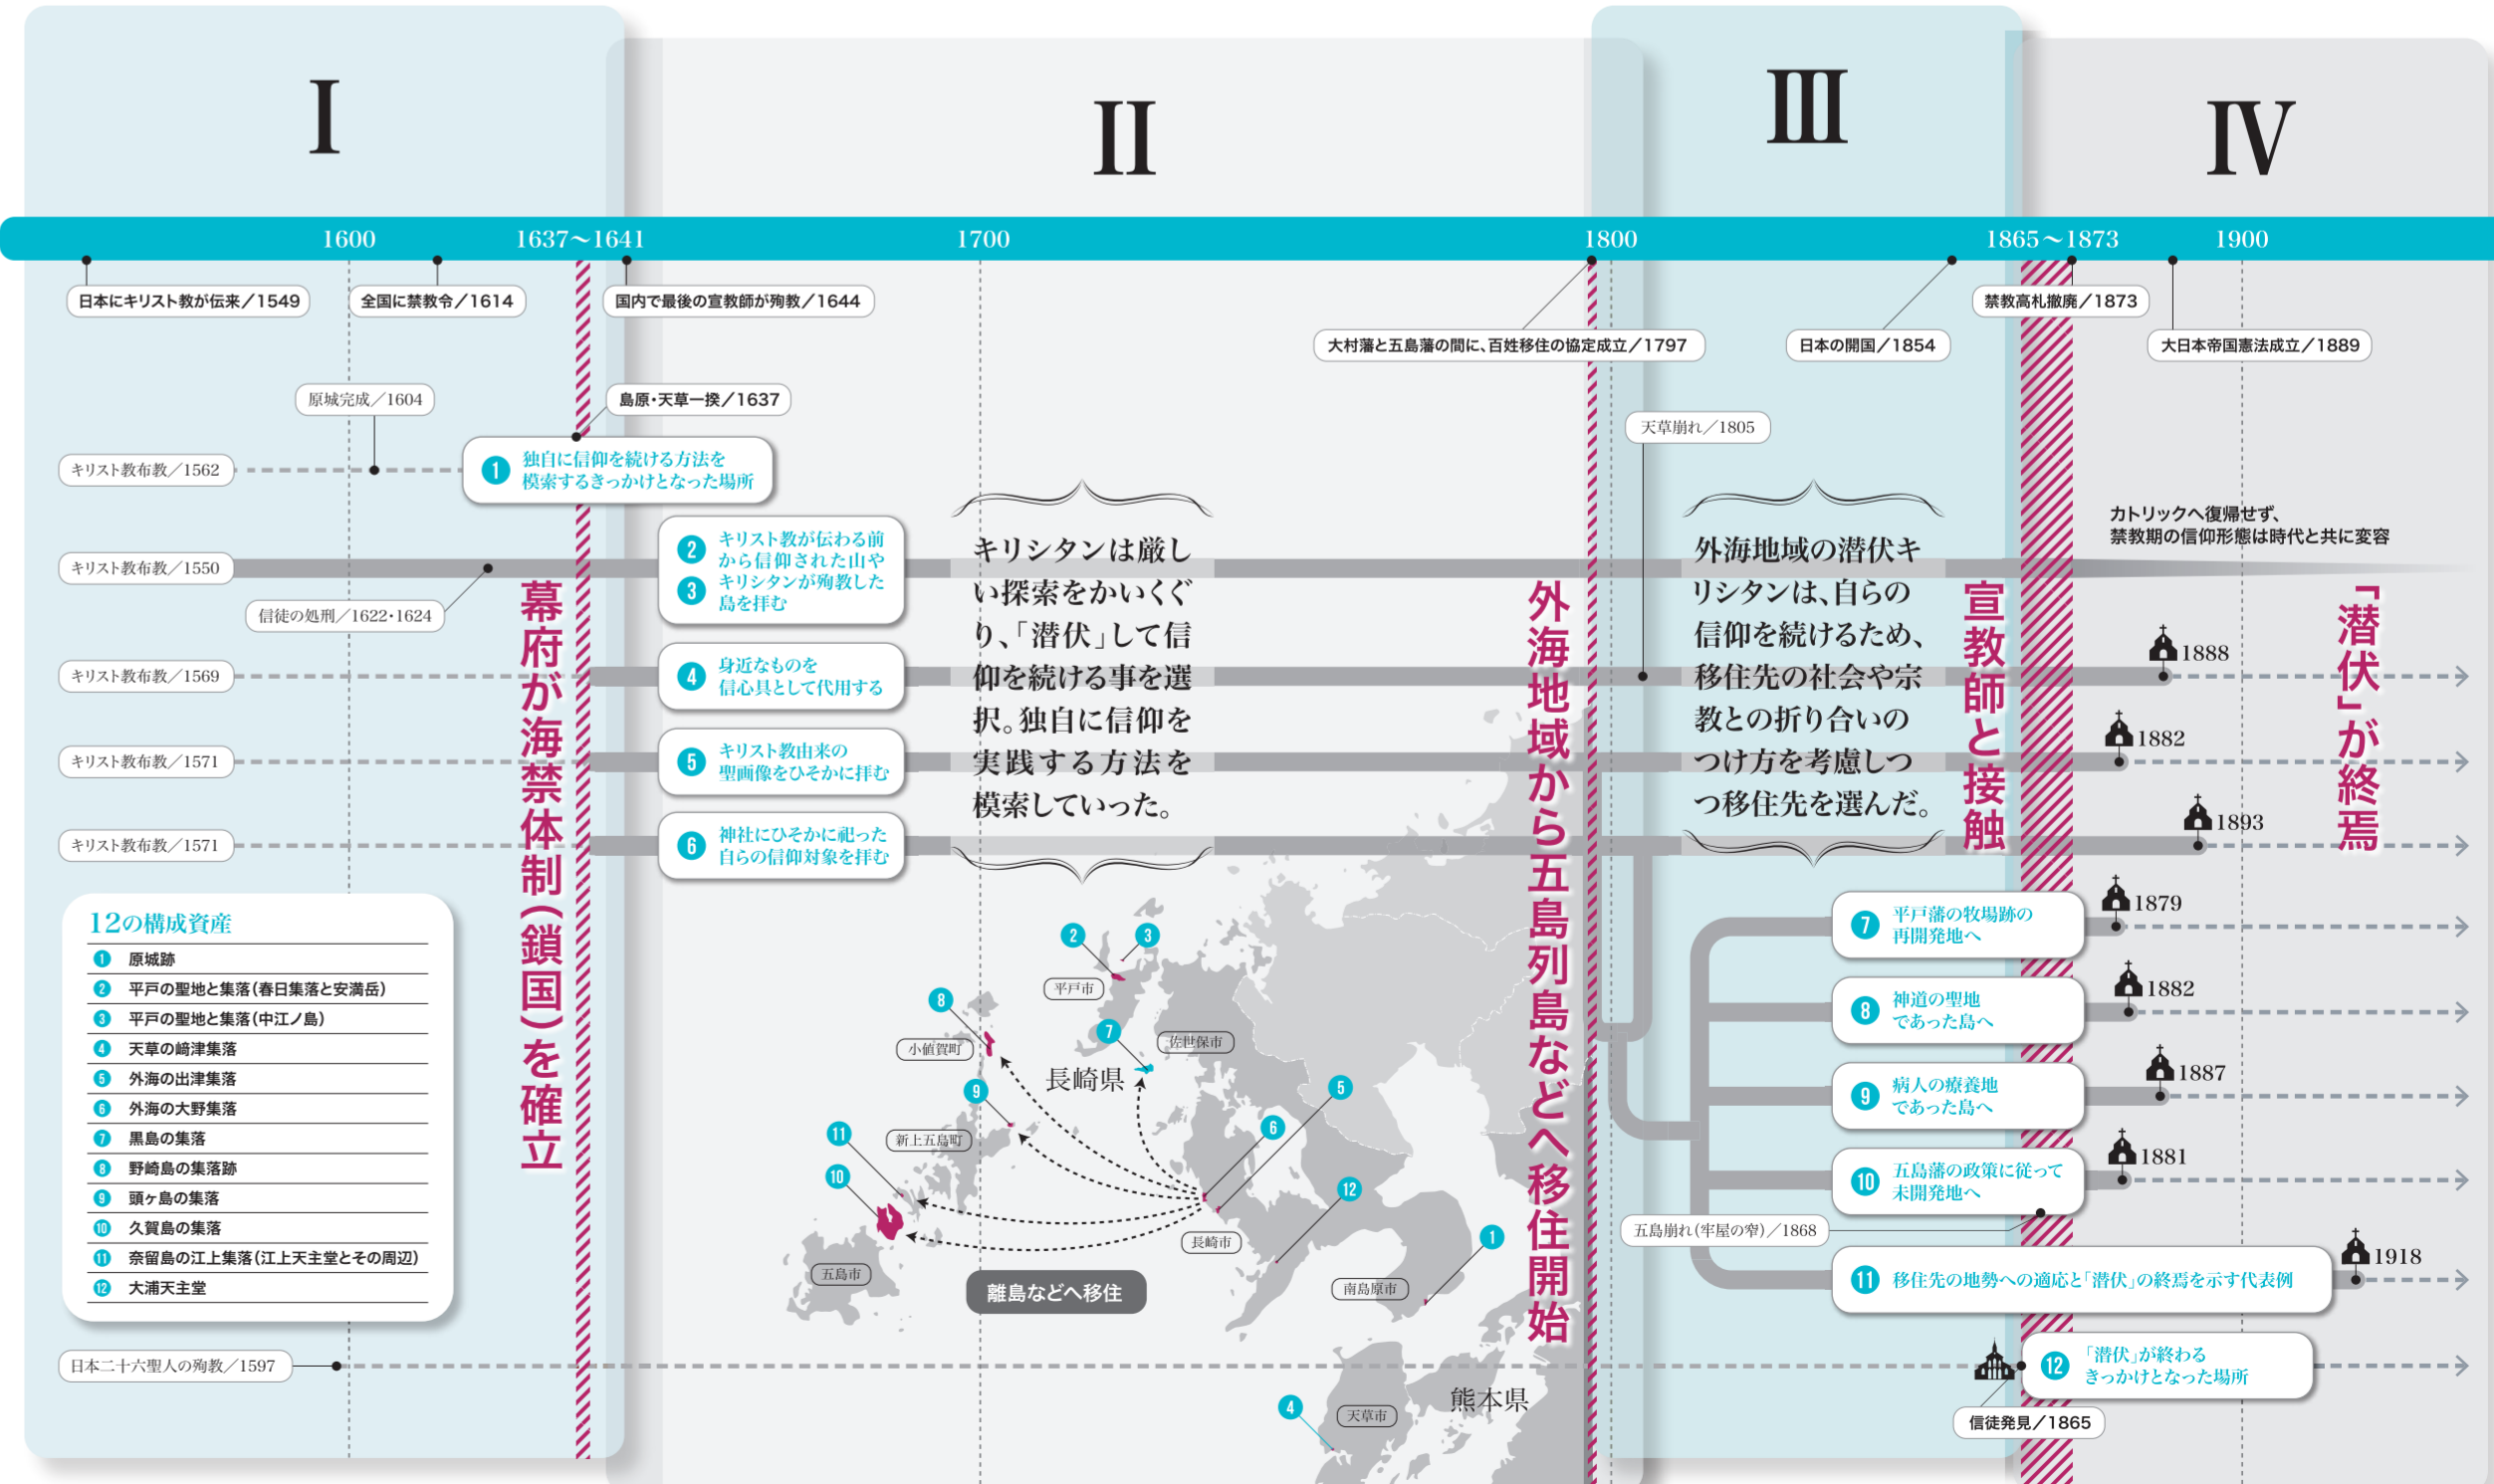 I
II
III
IV
1600
1637〜1641
1700
1800
1865〜1873
1900
日本にキリスト教が伝来／1549
全国に禁教令／1614
国内で最後の宣教師が殉教／1644
大村藩と五島藩の間に、百姓移住の協定成立／1797
日本の開国／1854
禁教高札撤廃／1873
大日本帝国憲法成立／1889
原城完成／1604
島原・天草一揆／1637
天草崩れ／1805
キリスト教布教／1562
1
独自に信仰を続ける方法を
模索するきっかけとなった場所
キリスト教布教／1550
信徒の処刑／1622・1624
2
3
キリスト教が伝わる前
から信仰された山や
キリシタンが殉教した
島を拝む
カトリックへ復帰せず、
禁教期の信仰形態は時代と共に変容
キリスト教布教／1569
4
身近なものを
信心具として代用する
1888
キリスト教布教／1571
5
キリスト教由来の
聖画像をひそかに拝む
1882
キリスト教布教／1571
6
神社にひそかに祀った
自らの信仰対象を拝む
1893
幕府が海禁体制（鎖国）を確立
キリシタンは厳し
い探索をかいくぐ
り、「潜伏」して信
仰を続ける事を選
択。独自に信仰を
実践する方法を
模索していった。
外海地域から五島列島などへ移住開始
外海地域の潜伏キ
リシタンは、自らの
信仰を続けるため、
移住先の社会や宗
教との折り合いの
つけ方を考慮しつ
つ移住先を選んだ。
宣教師と接触
「潜伏」が終焉
12の構成資産
1 原城跡
2 平戸の聖地と集落（春日集落と安満岳）
3 平戸の聖地と集落（中江ノ島）
4 天草の﨑津集落
5 外海の出津集落
6 外海の大野集落
7 黒島の集落
8 野崎島の集落跡
9 頭ヶ島の集落
10 久賀島の集落
11 奈留島の江上集落（江上天主堂とその周辺）
12 大浦天主堂
2
3
平戸市
8
7
小値賀町
佐世保市
長崎県
9
5
6
11
新上五島町
10
12
長崎市
1
五島市
離島などへ移住
南島原市
熊本県
4
天草市
7
平戸藩の牧場跡の
再開発地へ
1879
8
神道の聖地
であった島へ
1882
9
病人の療養地
であった島へ
1887
10
五島藩の政策に従って
未開発地へ
1881
五島崩れ（牢屋の窄）／1868
11
移住先の地勢への適応と「潜伏」の終焉を示す代表例
1918
日本二十六聖人の殉教／1597
12
「潜伏」が終わる
きっかけとなった場所
信徒発見／1865